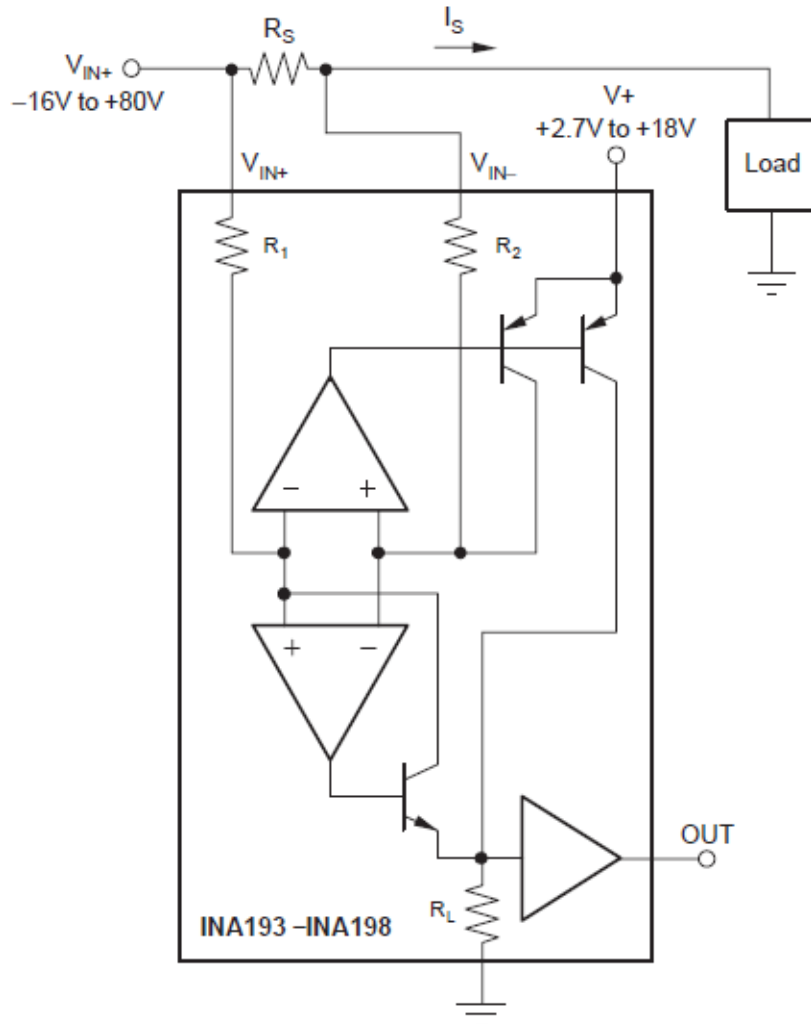 R_S
I_S
V_IN+
–16V to +80V
V+
+2.7V to +18V
Load
V_IN+
V_IN–
R_1
R_2
– +
+ –
OUT
R_L
INA193 –INA198